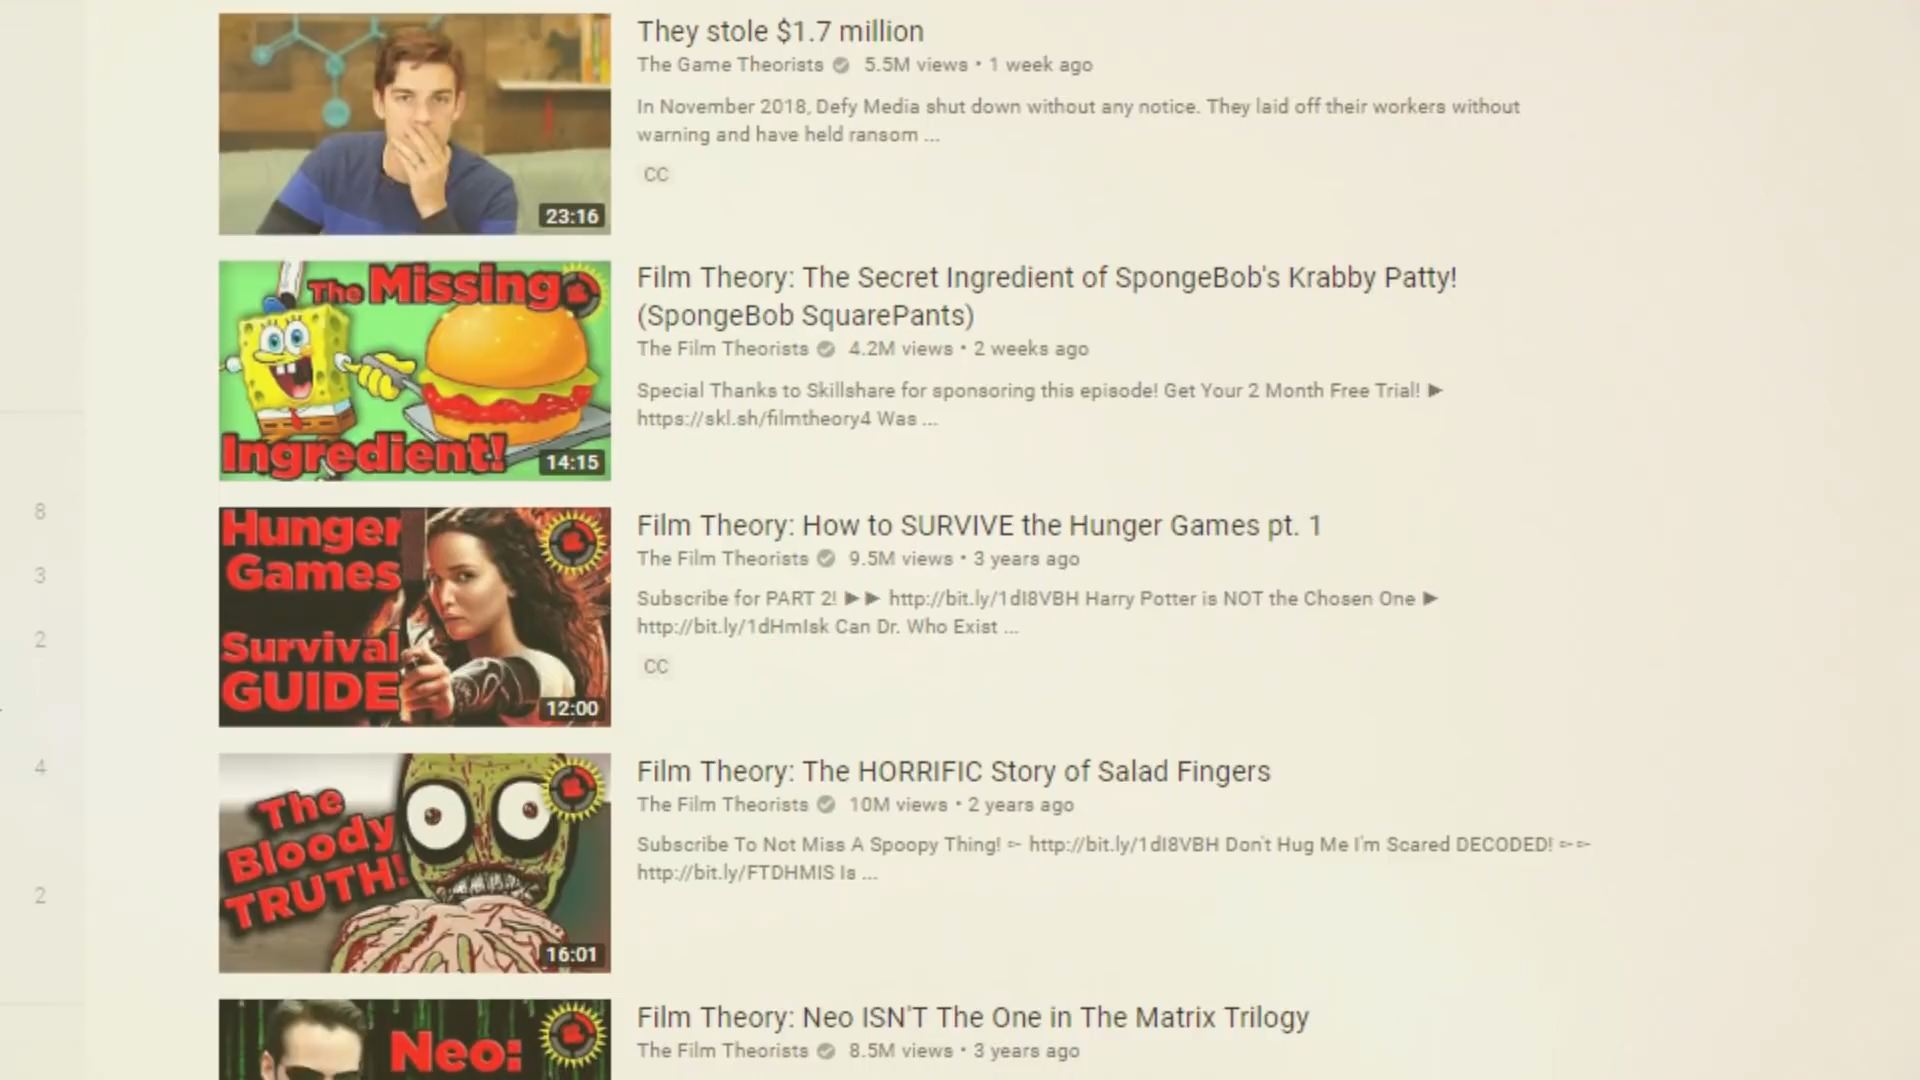 They stole $1.7 million
The Game Theorists 5.5M views • 1 week ago
In November 2018, Defy Media shut down without any notice. They laid off their workers without
warning and have held ransom ...
CC
23:16
The Missing
Ingredient!
14:15
Film Theory: The Secret Ingredient of SpongeBob's Krabby Patty!
(SpongeBob SquarePants)
The Film Theorists 4.2M views • 2 weeks ago
Special Thanks to Skillshare for sponsoring this episode! Get Your 2 Month Free Trial! ►
https://skl.sh/filmtheory4 Was ...
8
3
2
4
2
Hunger
Games
Survival
GUIDE
12:00
Film Theory: How to SURVIVE the Hunger Games pt. 1
The Film Theorists 9.5M views • 3 years ago
Subscribe for PART 2! ►► http://bit.ly/1dI8VBH Harry Potter is NOT the Chosen One ►
http://bit.ly/1dHmIsk Can Dr. Who Exist ...
CC
The
Bloody
TRUTH!
16:01
Film Theory: The HORRIFIC Story of Salad Fingers
The Film Theorists 10M views • 2 years ago
Subscribe To Not Miss A Spoopy Thing! ► http://bit.ly/1dI8VBH Don't Hug Me I'm Scared DECODED! ►►
http://bit.ly/FTDHMIS Is ...
Neo:
Film Theory: Neo ISN'T The One in The Matrix Trilogy
The Film Theorists 8.5M views • 3 years ago